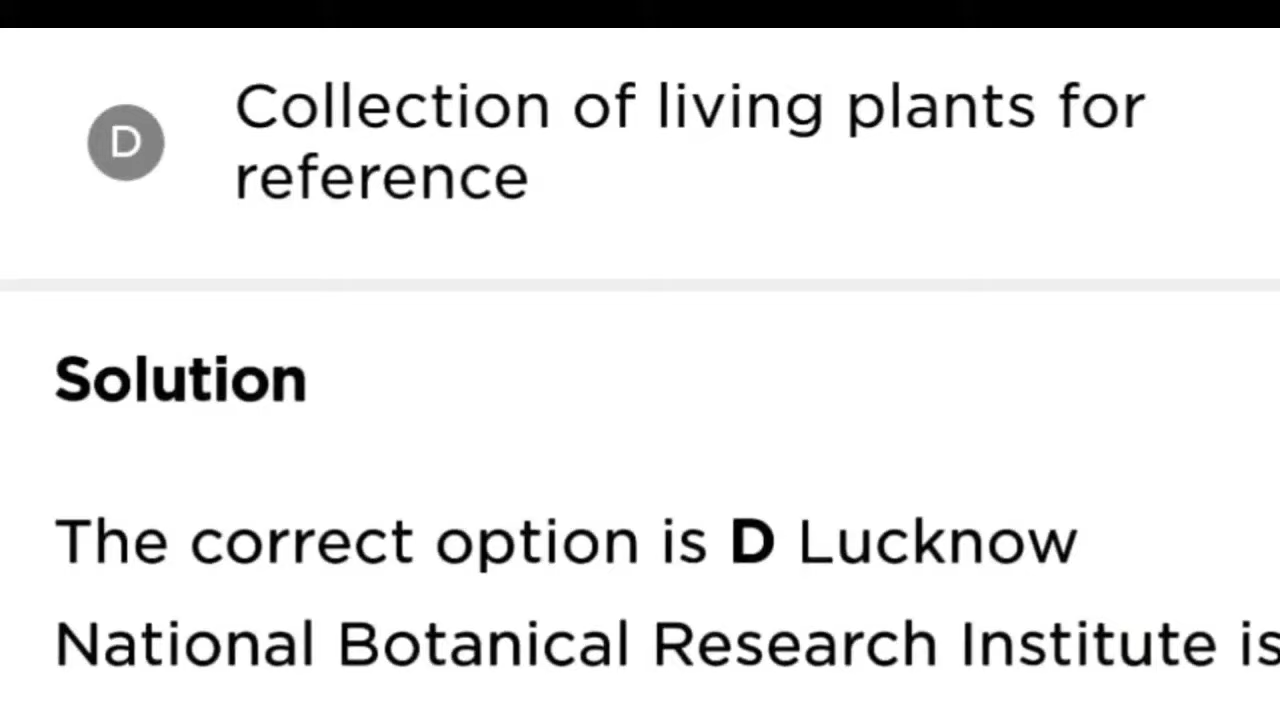 D
Collection of living plants for
reference
Solution
The correct option is D Lucknow
National Botanical Research Institute is